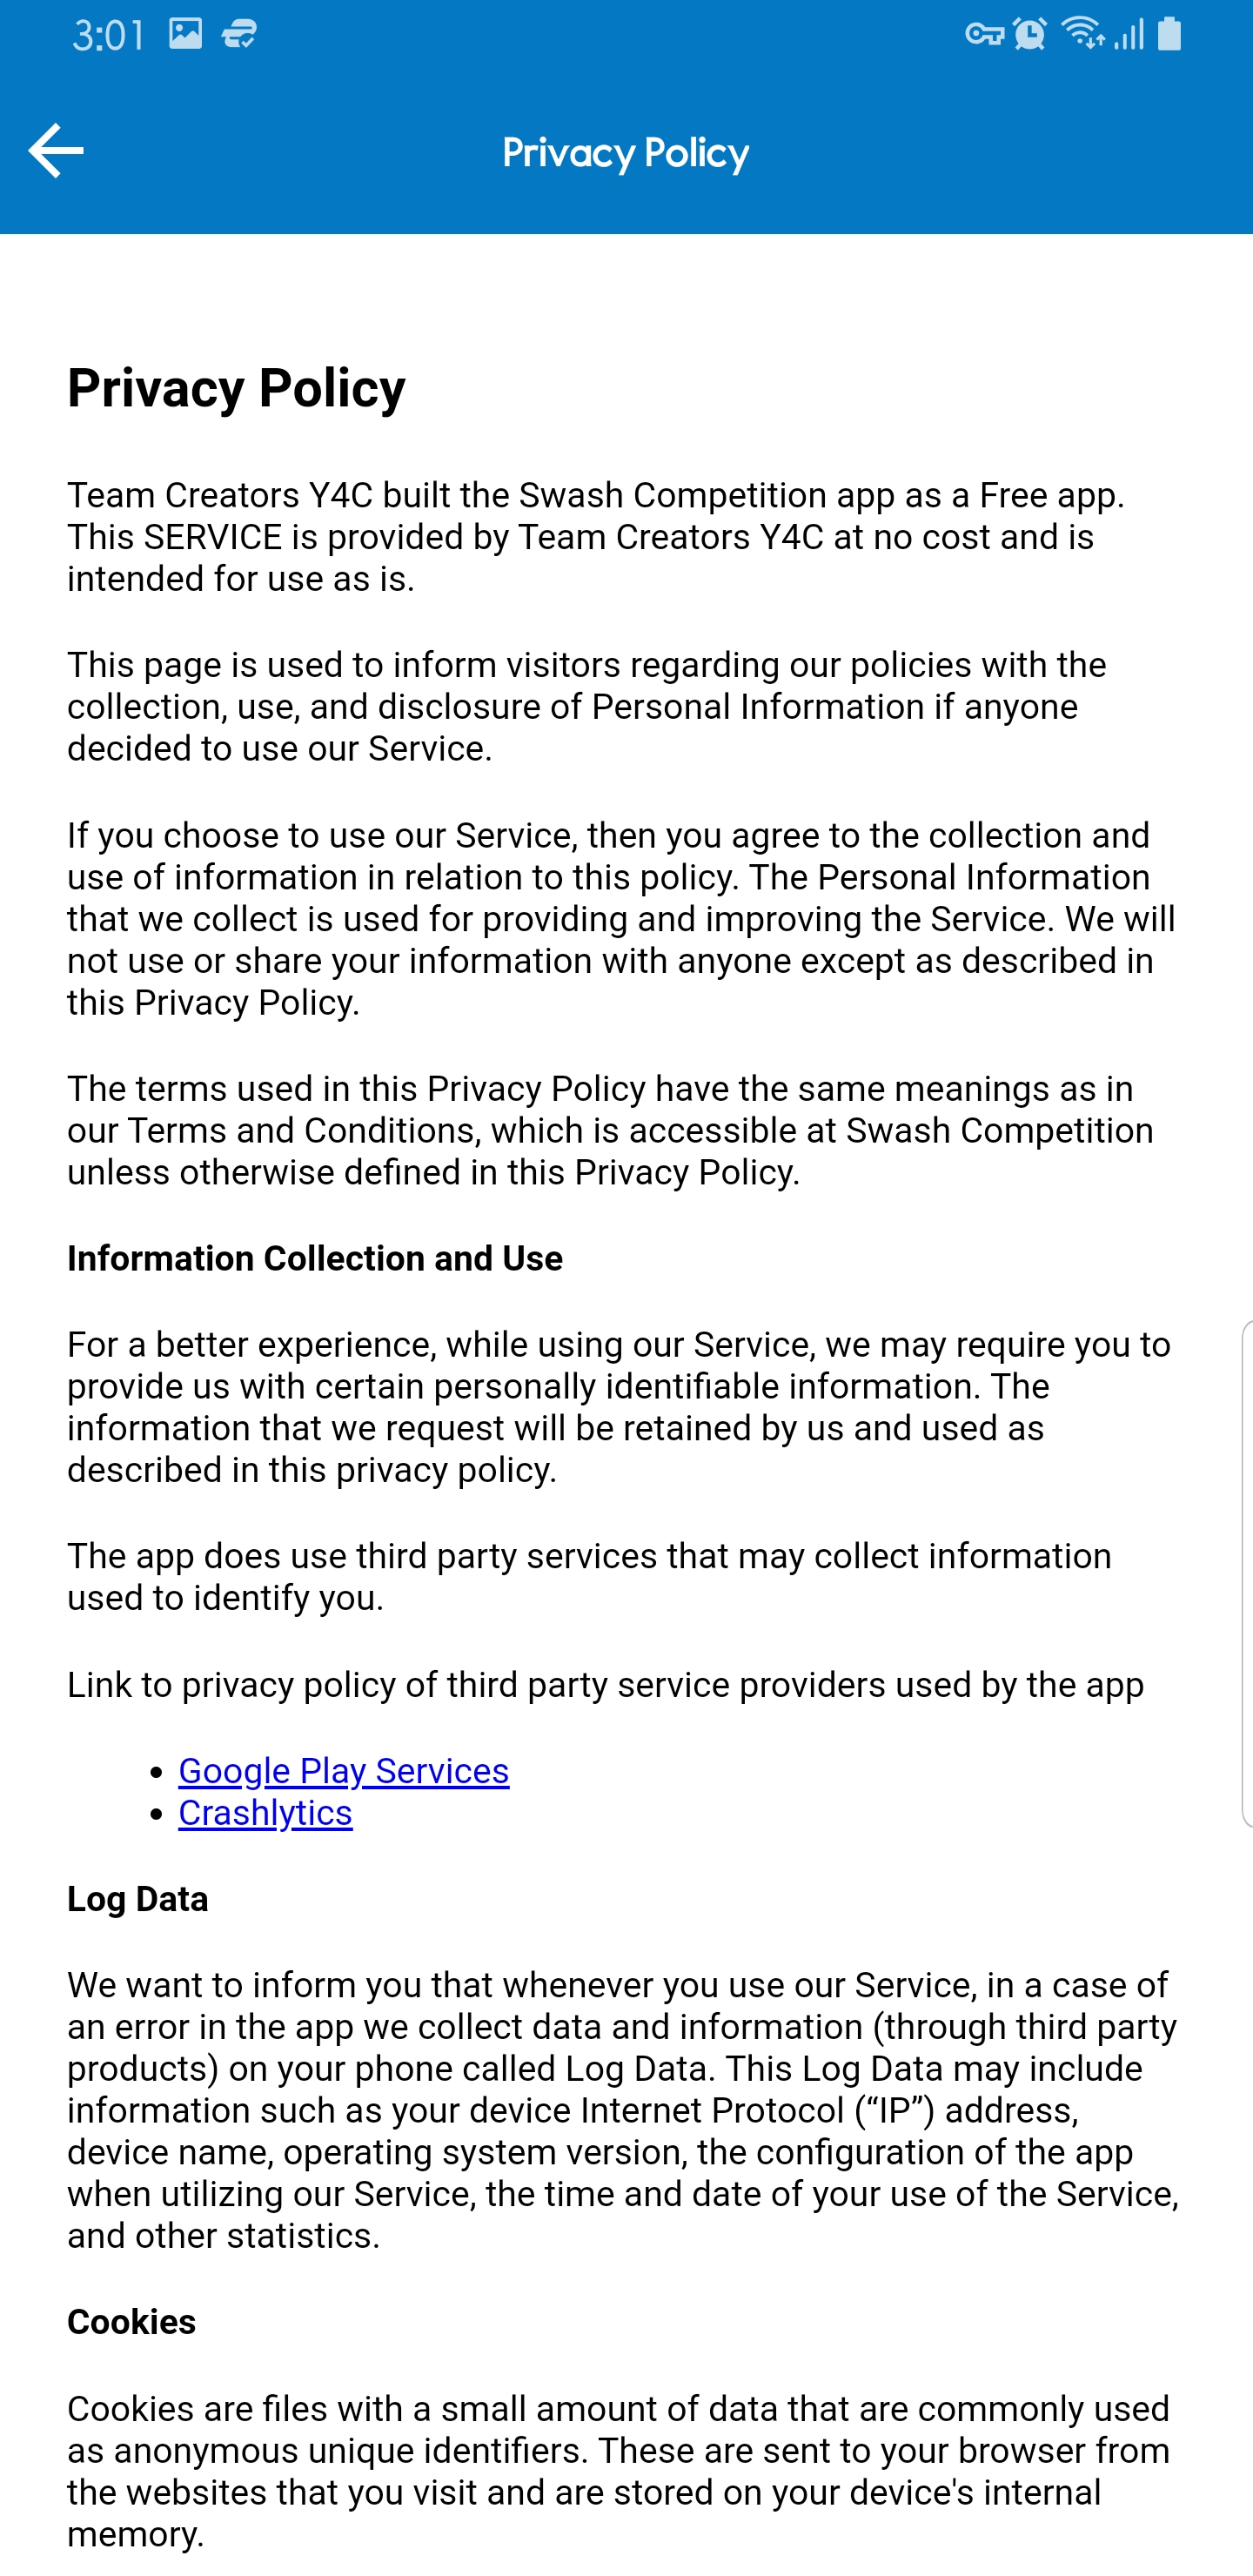 3:01
Privacy Policy
Privacy Policy
Team Creators Y4C built the Swash Competition app as a Free app.
This SERVICE is provided by Team Creators Y4C at no cost and is
intended for use as is.
This page is used to inform visitors regarding our policies with the
collection, use, and disclosure of Personal Information if anyone
decided to use our Service.
If you choose to use our Service, then you agree to the collection and
use of information in relation to this policy. The Personal Information
that we collect is used for providing and improving the Service. We will
not use or share your information with anyone except as described in
this Privacy Policy.
The terms used in this Privacy Policy have the same meanings as in
our Terms and Conditions, which is accessible at Swash Competition
unless otherwise defined in this Privacy Policy.
Information Collection and Use
For a better experience, while using our Service, we may require you to
provide us with certain personally identifiable information. The
information that we request will be retained by us and used as
described in this privacy policy.
The app does use third party services that may collect information
used to identify you.
Link to privacy policy of third party service providers used by the app
• Google Play Services
• Crashlytics
Log Data
We want to inform you that whenever you use our Service, in a case of
an error in the app we collect data and information (through third party
products) on your phone called Log Data. This Log Data may include
information such as your device Internet Protocol (“IP”) address,
device name, operating system version, the configuration of the app
when utilizing our Service, the time and date of your use of the Service,
and other statistics.
Cookies
Cookies are files with a small amount of data that are commonly used
as anonymous unique identifiers. These are sent to your browser from
the websites that you visit and are stored on your device's internal
memory.